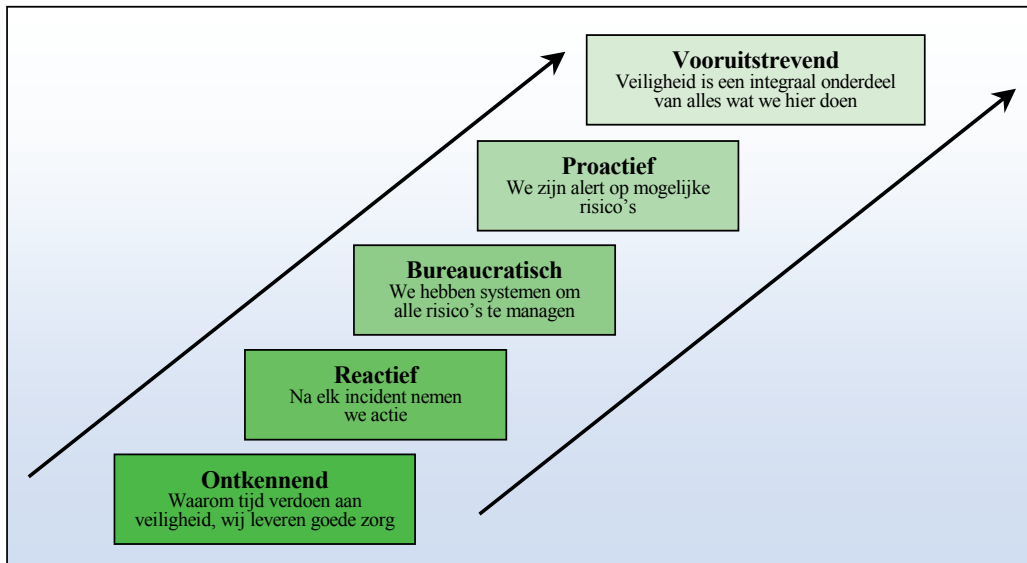 Vooruitstrevend
Veiligheid is een integraal onderdeel
van alles wat we hier doen
Proactief
We zijn alert op mogelijke
risico’s
Bureaucratisch
We hebben systemen om
alle risico’s te managen
Reactief
Na elk incident nemen
we actie
Ontkennend
Waarom tijd verdoen aan
veiligheid, wij leveren goede zorg